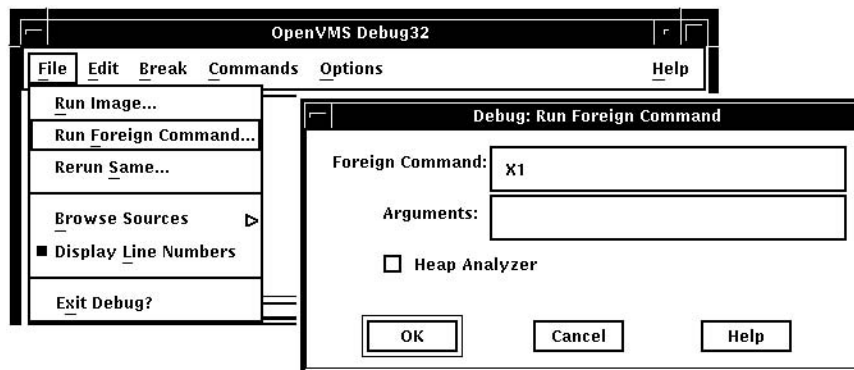 OpenVMS Debug32
File Edit Break Commands Options Help
Run Image...
Run Foreign Command...
Rerun Same...
Browse Sources
Display Line Numbers
Exit Debug?
Debug: Run Foreign Command
Foreign Command: X1
Arguments:
Heap Analyzer
OK Cancel Help